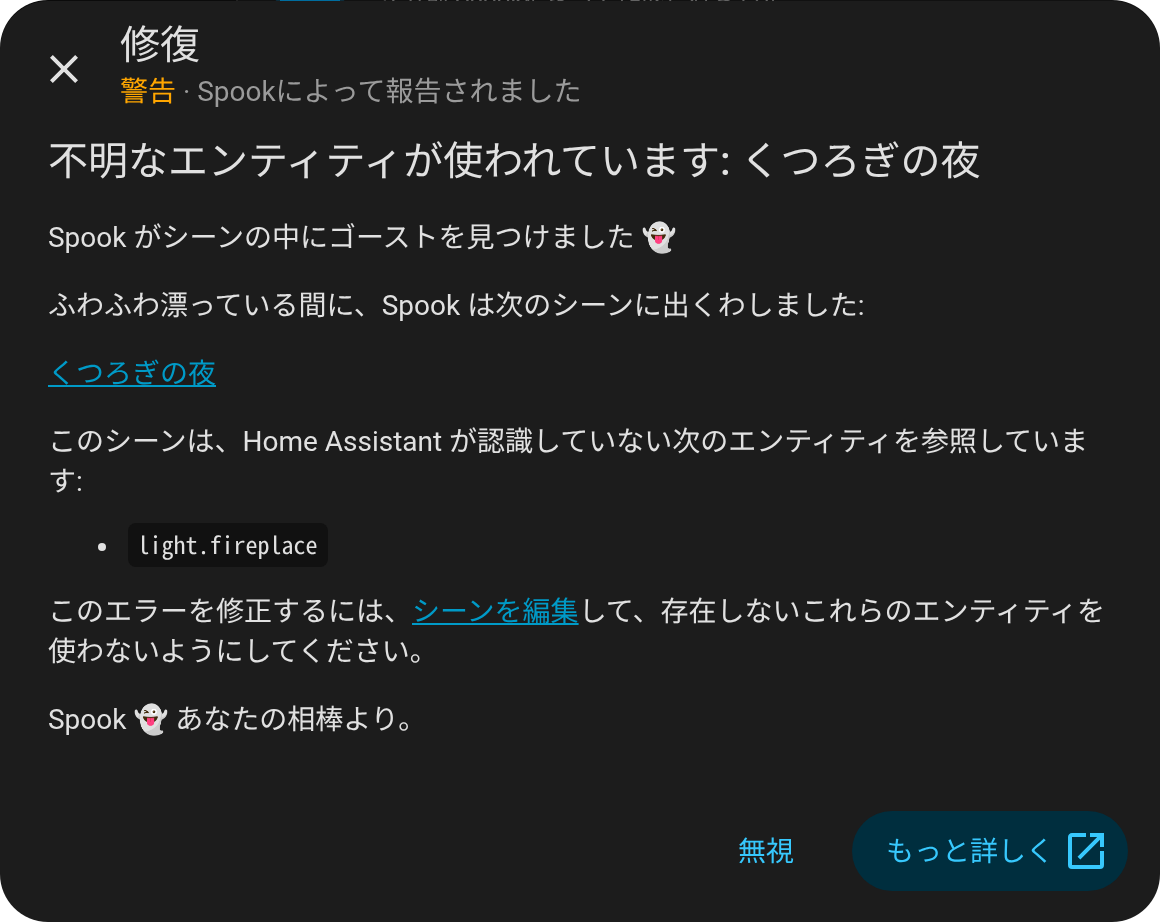 修復
警告 · Spookによって報告されました
不明なエンティティが使われています: くつろぎの夜
Spook がシーンの中にゴーストを見つけました 👻
ふわふわ漂っている間に、Spook は次のシーンに出くわしました:
くつろぎの夜
このシーンは、Home Assistant が認識していない次のエンティティを参照していま
す:
• light.fireplace
このエラーを修正するには、シーンを編集して、存在しないこれらのエンティティを
使わないようにしてください。
Spook 👻 あなたの相棒より。
無視
もっと詳しく